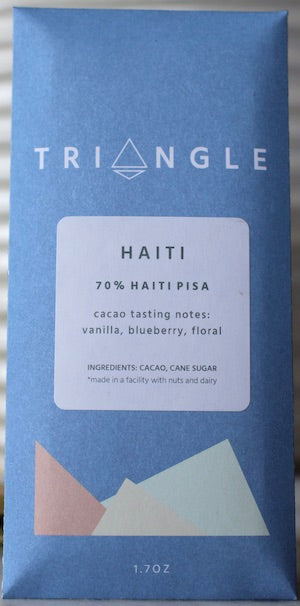 TRIANGLE
HAITI
70% HAITI PISA
cacao tasting notes:
vanilla, blueberry, floral
INGREDIENTS: CACAO, CANE SUGAR
*made in a facility with nuts and dairy
1.7OZ